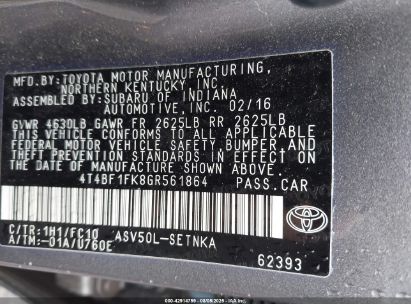 MFD. BY: TOYOTA MOTOR MANUFACTURING,
NORTHERN KENTUCKY, INC.
ASSEMBLED BY: SUBARU OF INDIANA
AUTOMOTIVE, INC. 02/16
GVWR 4630LB GAWR FR 2625LB RR 2625LB
THIS VEHICLE CONFORMS TO ALL APPLICABLE
FEDERAL MOTOR VEHICLE SAFETY, BUMPER, AND
THEFT PREVENTION STANDARDS IN EFFECT ON
THE DATE OF MANUFACTURE SHOWN ABOVE.
4T4BF1FK8GR561864 PASS. CAR
C/TR: 1H1/FC10 ASV50L-SETNKA
A/TM: -01A/U760E
TOYOTA
62393